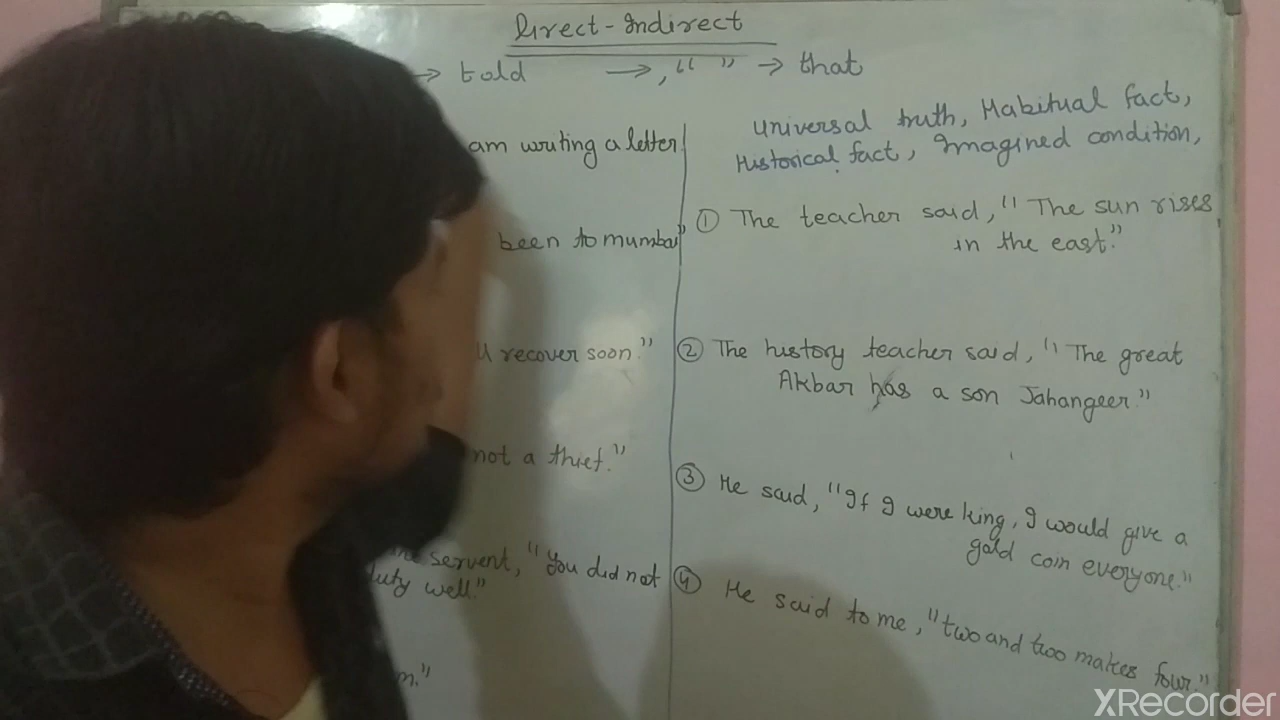 Direct-Indirect
→ told → , " " → that
am writing a letter
been to mumbai"
recover soon."
not a thief."
servent, "You did not
duty well."
Universal truth, Habitual fact,
Historical fact, Imagined condition,
① The teacher said, "The sun rises
in the east."
② The history teacher said, "The great
Akbar has a son Jahangeer."
③ He said, "If I were king, I would give a
gold coin everyone."
④ He said to me, "two and two makes four."
XRecorder